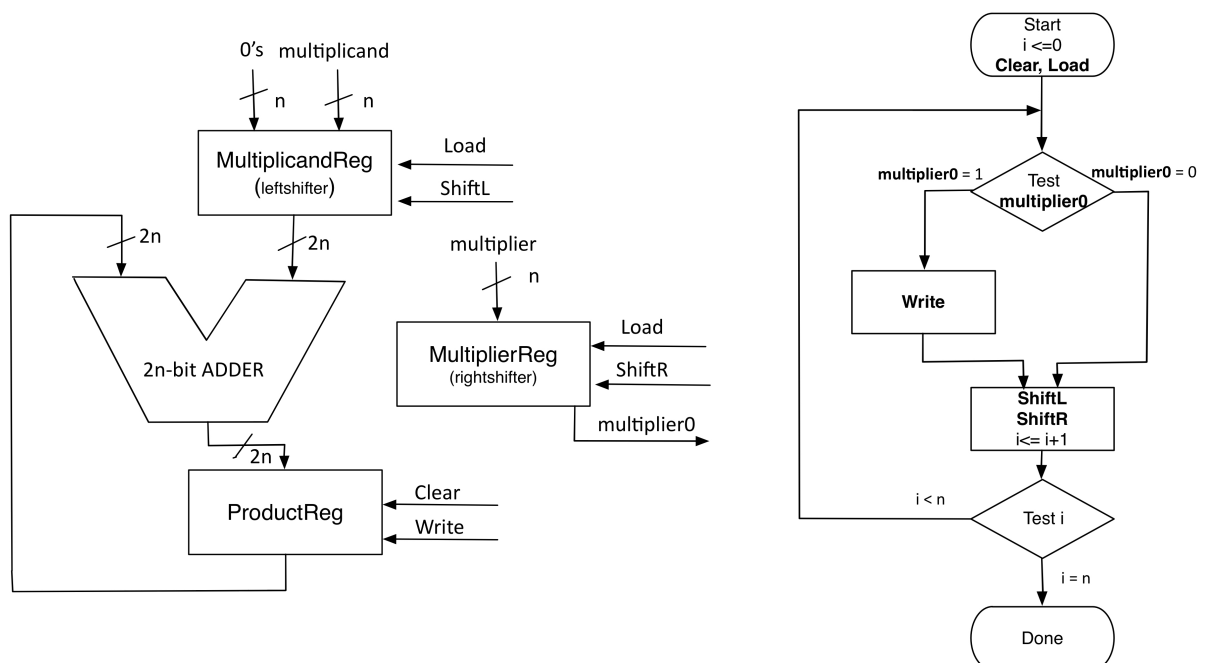 0's multiplicand
n
n
MultiplicandReg
(leftshifter)
Load
ShiftL
2n
2n
2n-bit ADDER
2n
multiplier
n
MultiplierReg
(rightshifter)
Load
ShiftR
multiplier0
ProductReg
Clear
Write
Start
i <=0
Clear, Load
multiplier0 = 1
Test
multiplier0
multiplier0 = 0
Write
ShiftL
ShiftR
i<= i+1
i < n
Test i
i = n
Done